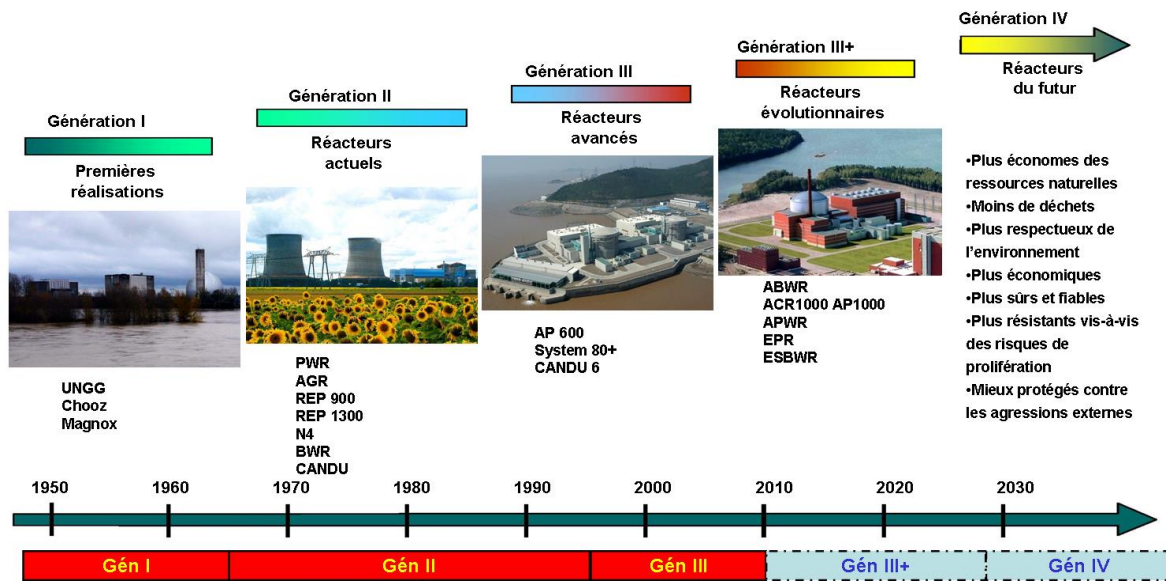 Génération I
Premières
réalisations
UNGG
Chooz
Magnox
Génération II
Réacteurs
actuels
PWR
AGR
REP 900
REP 1300
N4
BWR
CANDU
Génération III
Réacteurs
avancés
AP 600
System 80+
CANDU 6
Génération III+
Réacteurs
évolutionnaires
ABWR
ACR1000 AP1000
APWR
EPR
ESBWR
Génération IV
Réacteurs
du futur
•Plus économes des
ressources naturelles
•Moins de déchets
•Plus respectueux de
l'environnement
•Plus économiques
•Plus sûrs et fiables
•Plus résistants vis-à-vis
des risques de
prolifération
•Mieux protégés contre
les agressions externes
1950 1960 1970 1980 1990 2000 2010 2020 2030
Gén I Gén II Gén III Gén III+ Gén IV